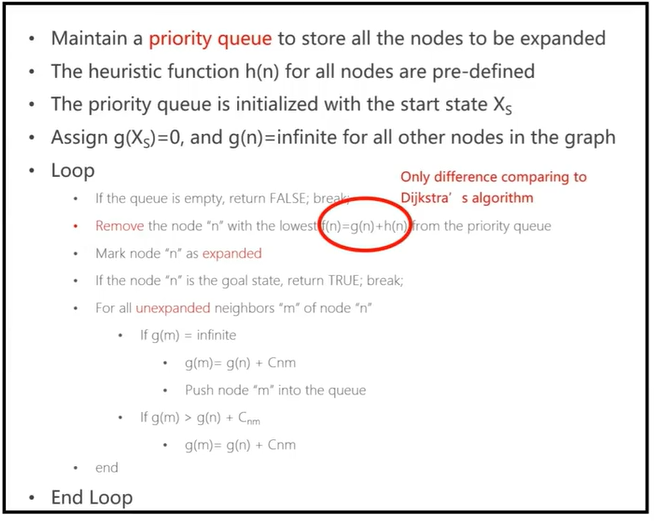 • Maintain a priority queue to store all the nodes to be expanded
• The heuristic function h(n) for all nodes are pre-defined
• The priority queue is initialized with the start state XS
• Assign g(XS)=0, and g(n)=infinite for all other nodes in the graph
• Loop
Only difference comparing to
Dijkstra's algorithm
• If the queue is empty, return FALSE; break;
• Remove the node "n" with the lowest f(n)=g(n)+h(n) from the priority queue
• Mark node "n" as expanded
• If the node "n" is the goal state, return TRUE; break;
• For all unexpanded neighbors "m" of node "n"
• If g(m) = infinite
• g(m)= g(n) + Cnm
• Push node "m" into the queue
• If g(m) > g(n) + Cnm
• g(m)= g(n) + Cnm
• end
• End Loop